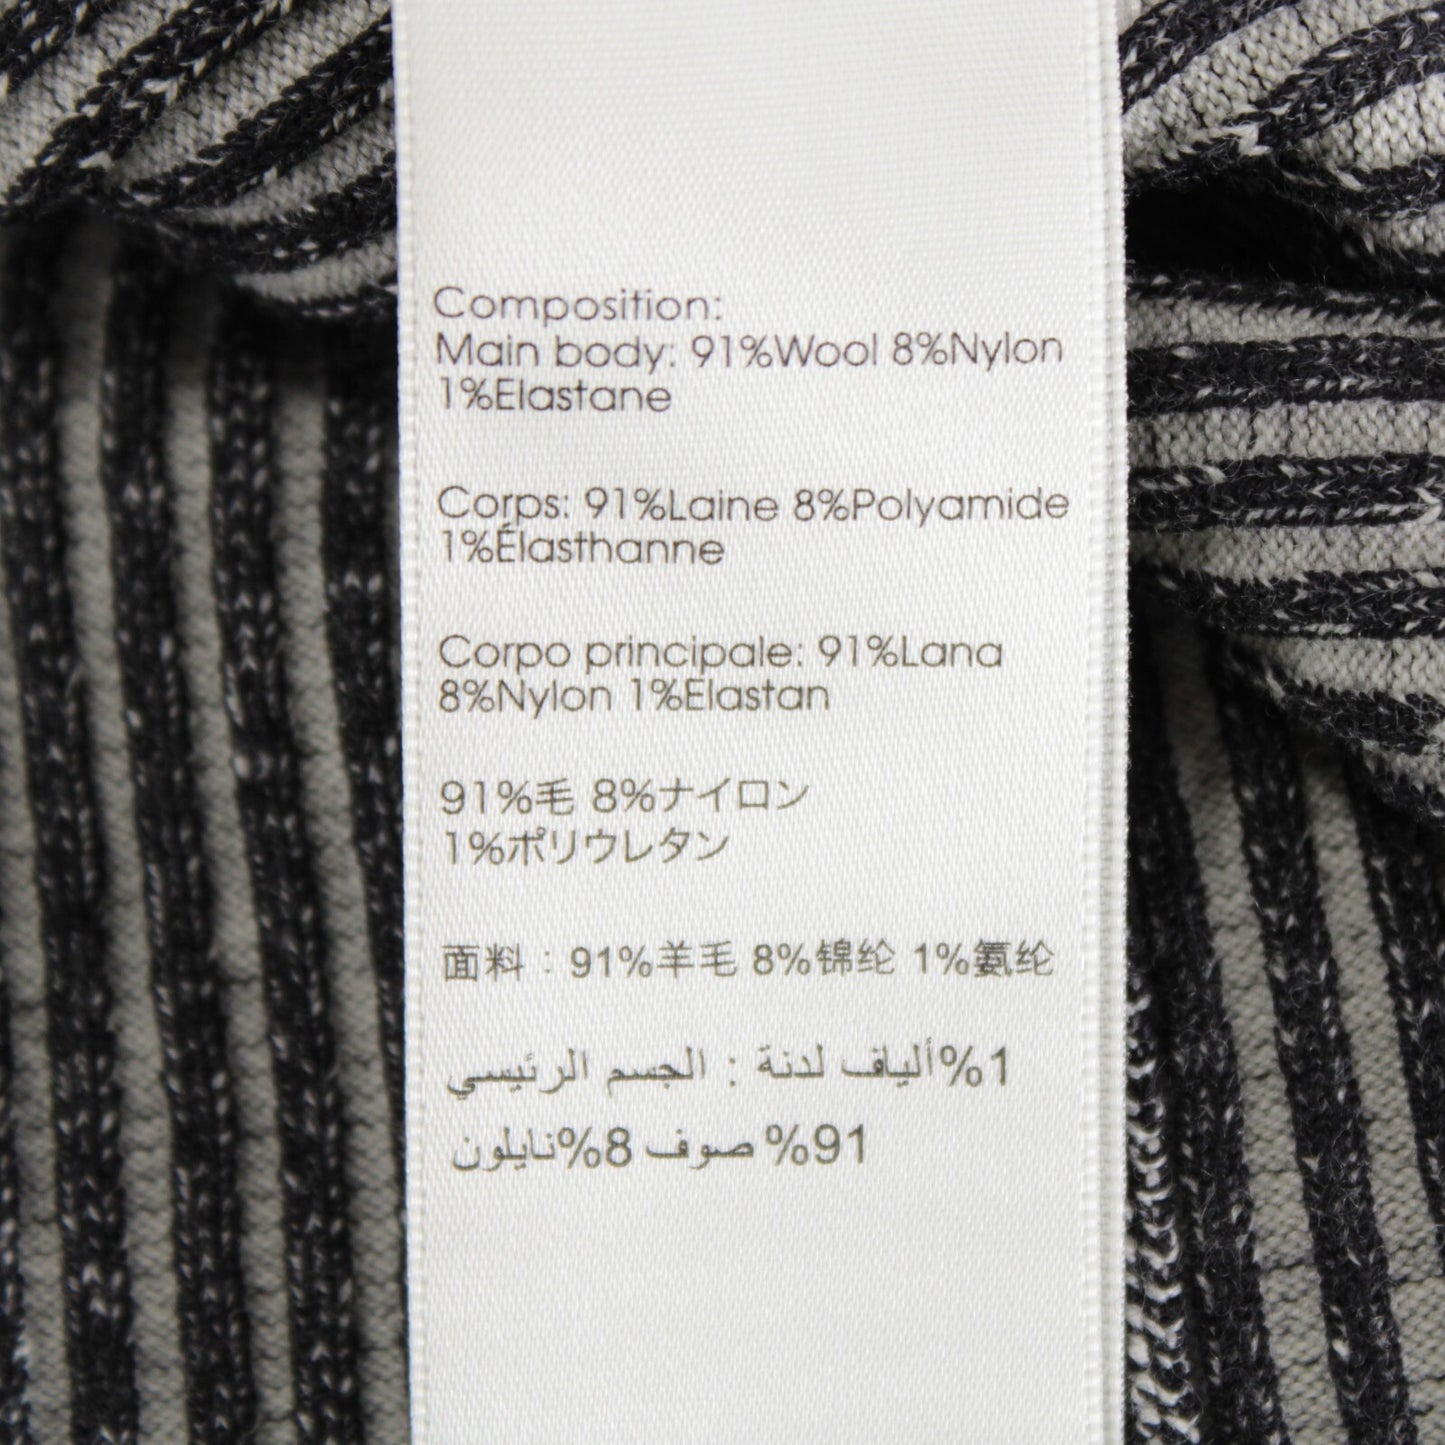 Composition:
Main body: 91%Wool 8%Nylon
1%Elastane
Corps: 91%Laine 8%Polyamide
1%Élasthanne
Corpo principale: 91%Lana
8%Nylon 1%Elastan
91%毛 8%ナイロン
1%ポリウレタン
面料：91%羊毛 8%锦纶 1%氨纶
1%ألياف لدنة : الجسم الرئيسي
91% صوف 8%نايلون